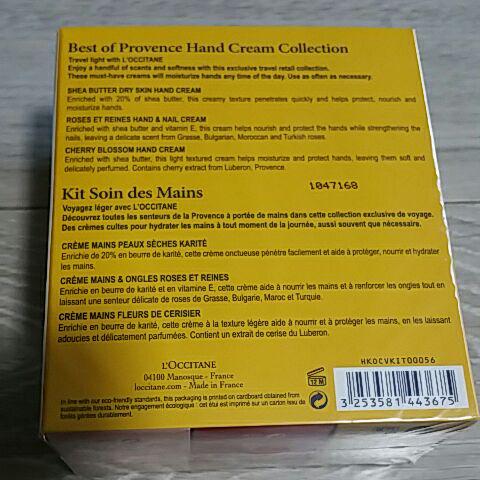 Best of Provence Hand Cream Collection
Travel light with L'OCCITANE
Enjoy a handful of scents and softness with this exclusive travel retail collection.
These must-have creams will moisturize hands any time of the day. Use as often as necessary.
SHEA BUTTER DRY SKIN HAND CREAM
Enriched with 20% of shea butter, this creamy texture penetrates quickly and helps protect, nourish and
moisturize hands.
ROSES ET REINES HAND & NAIL CREAM
Enriched with shea butter and vitamin E, this cream helps nourish and protect the hands while strengthening the
nails, leaving a delicate scent from Grasse, Bulgarian, Moroccan and Turkish roses.
CHERRY BLOSSOM HAND CREAM
Enriched with shea butter, this light textured cream helps moisturize and protect hands, leaving them soft and
delicately perfumed. Contains cherry extract from Luberon, Provence.
Kit Soin des Mains
1047168
Voyagez léger avec L'OCCITANE
Découvrez toutes les senteurs de la Provence à portée de mains dans cette collection exclusive de voyage.
Des crèmes cultes pour hydrater les mains à tout moment de la journée, aussi souvent que nécessaire.
CRÈME MAINS PEAUX SÈCHES KARITÉ
Enrichie de 20% en beurre de karité, cette crème onctueuse pénètre facilement et aide à protéger, nourrir et hydrater
les mains.
CRÈME MAINS & ONGLES ROSES ET REINES
Enrichie en beurre de karité et en vitamine E, cette crème aide à nourrir les mains et à renforcer les ongles tout en
laissant une senteur délicate de roses de Grasse, Bulgarie, Maroc et Turquie.
CRÈME MAINS FLEURS DE CERISIER
Enrichie en beurre de karité, cette crème à la texture légère aide à nourrir et à protéger les mains, en les laissant
adoucies et délicatement parfumées. Contient un extrait de cerise du Luberon.
L'OCCITANE
04100 Manosque - France
loccitane.com - Made in France
12 M
HKOCVKIT00056
3 253581 443675
In line with our eco-friendly standards, this packaging is printed on cardboard obtained from
sustainable forests. Notre engagement écologique : cet étui est imprimé sur un carton issu de
forêts gérées durablement.